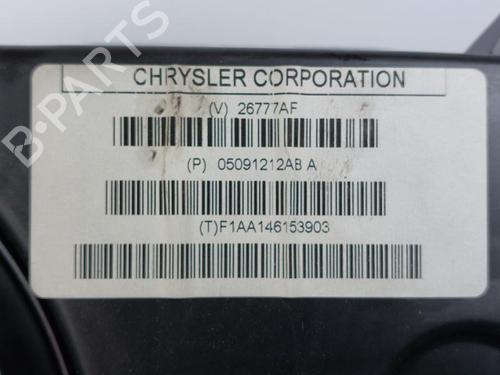 CHRYSLER CORPORATION
(V) 26777AF
(P) 05091212AB A
(T)F1AA146153903
B-PARTS